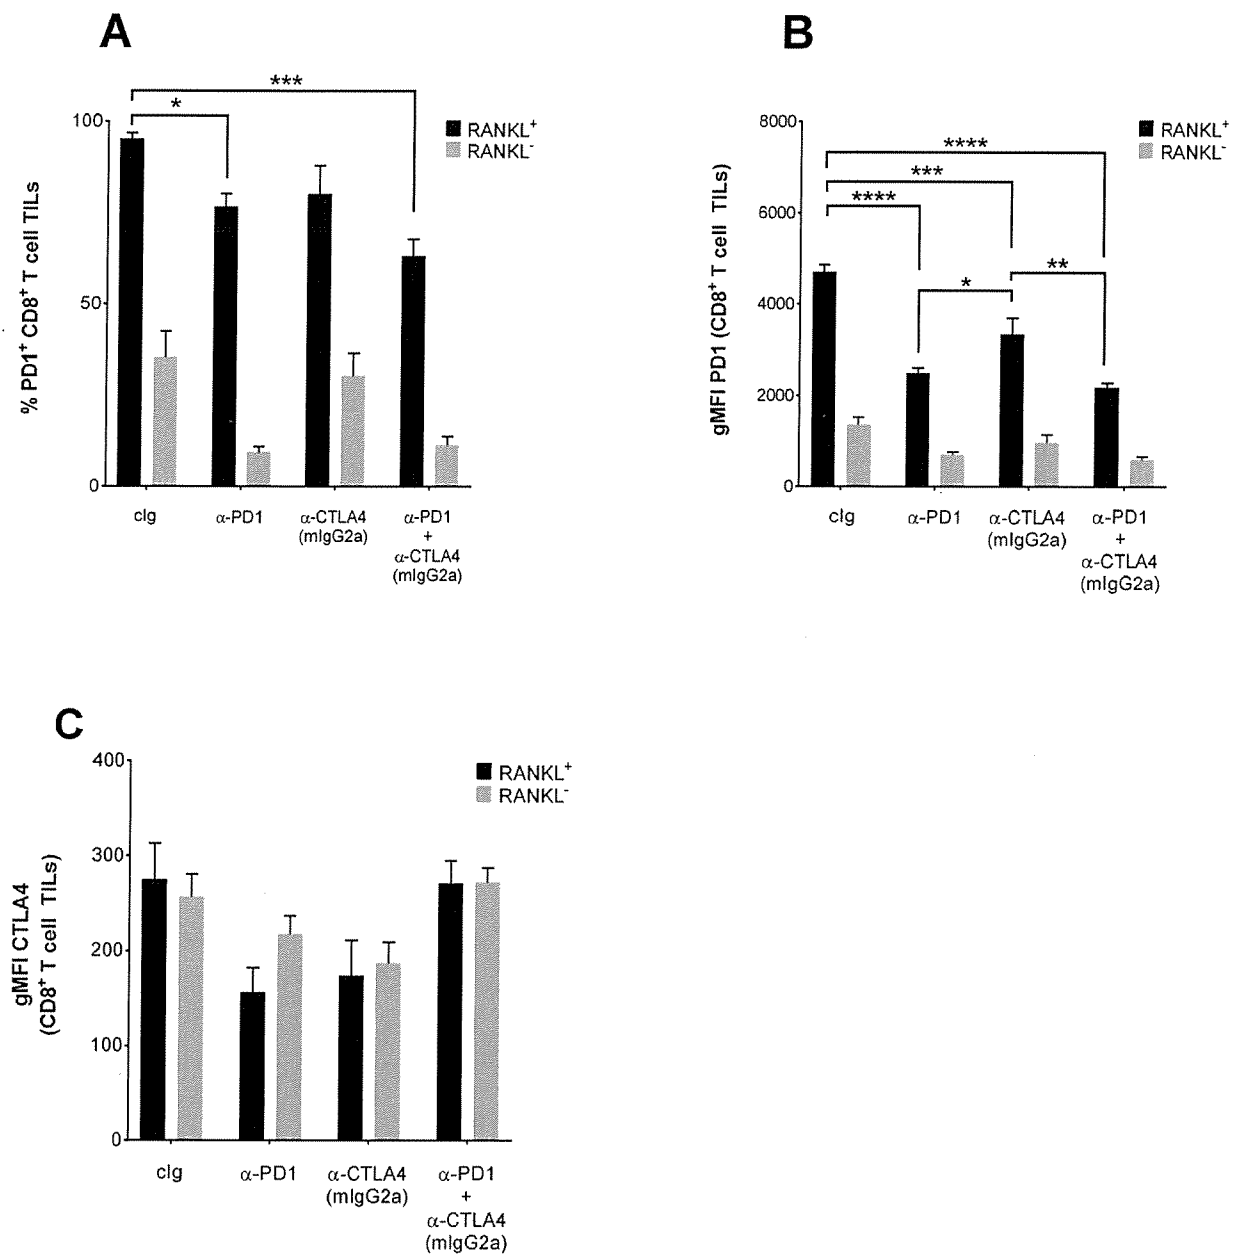 A
***
*
100
50
0
% PD1⁺ CD8⁺ T cell TILs
RANKL⁺
RANKL⁻
cIg
α-PD1
α-CTLA4
(mIgG2a)
α-PD1
+
α-CTLA4
(mIgG2a)
B
8000
6000
4000
2000
0
gMFI PD1 (CD8⁺ T cell TILs)
****
***
****
**
*
RANKL⁺
RANKL⁻
cIg
α-PD1
α-CTLA4
(mIgG2a)
α-PD1
+
α-CTLA4
(mIgG2a)
C
400
300
200
100
0
gMFI CTLA4
(CD8⁺ T cell TILs)
RANKL⁺
RANKL⁻
cIg
α-PD1
α-CTLA4
(mIgG2a)
α-PD1
+
α-CTLA4
(mIgG2a)